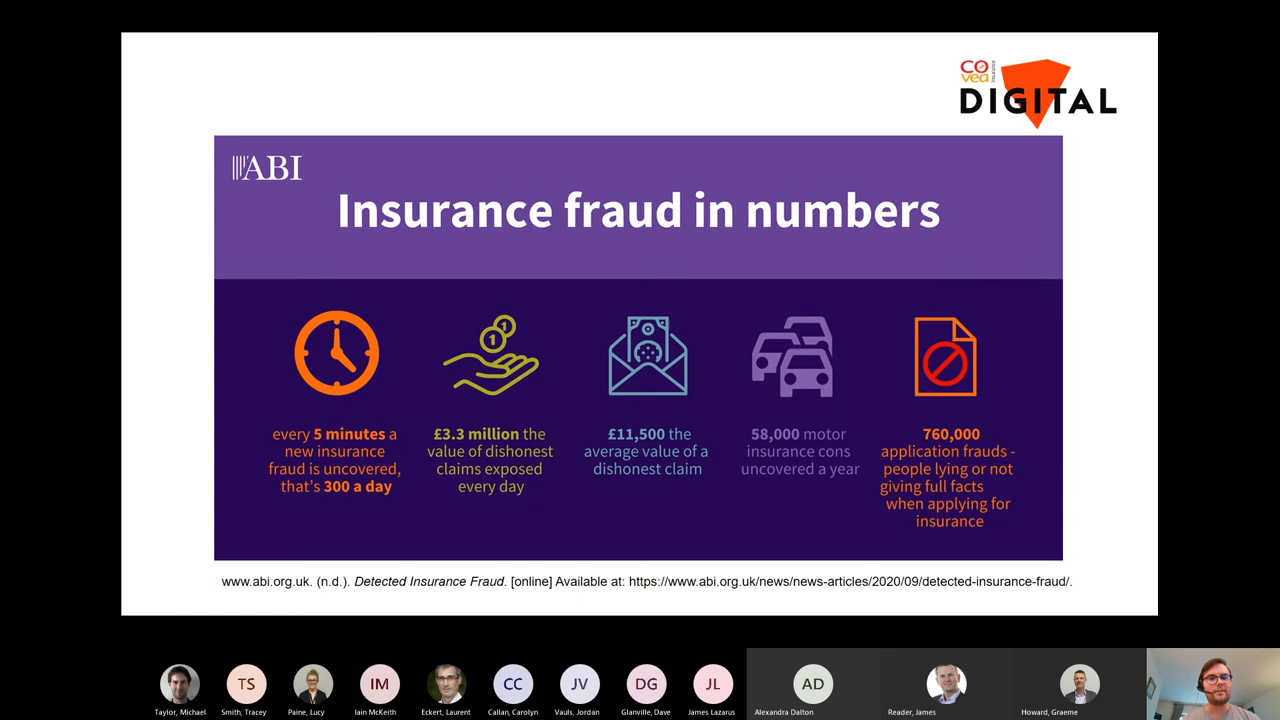 CO
vea
insurance
DIGITAL
ABI
Insurance fraud in numbers
1
1
every 5 minutes a
new insurance
fraud is uncovered,
that's 300 a day
£3.3 million the
value of dishonest
claims exposed
every day
£11,500 the
average value of a
dishonest claim
58,000 motor
insurance cons
uncovered a year
760,000
application frauds -
people lying or not
giving full facts
when applying for
insurance
www.abi.org.uk. (n.d.). Detected Insurance Fraud. [online] Available at: https://www.abi.org.uk/news/news-articles/2020/09/detected-insurance-fraud/.
TS
IM
CC
JV
DG
JL
AD
Taylor, Michael
Smith, Tracey
Paine, Lucy
Iain McKeith
Eckert, Laurent
Callan, Carolyn
Vauls, Jordan
Glanville, Dave
James Lazarus
Alexandra Dalton
Reader, James
Howard, Graeme